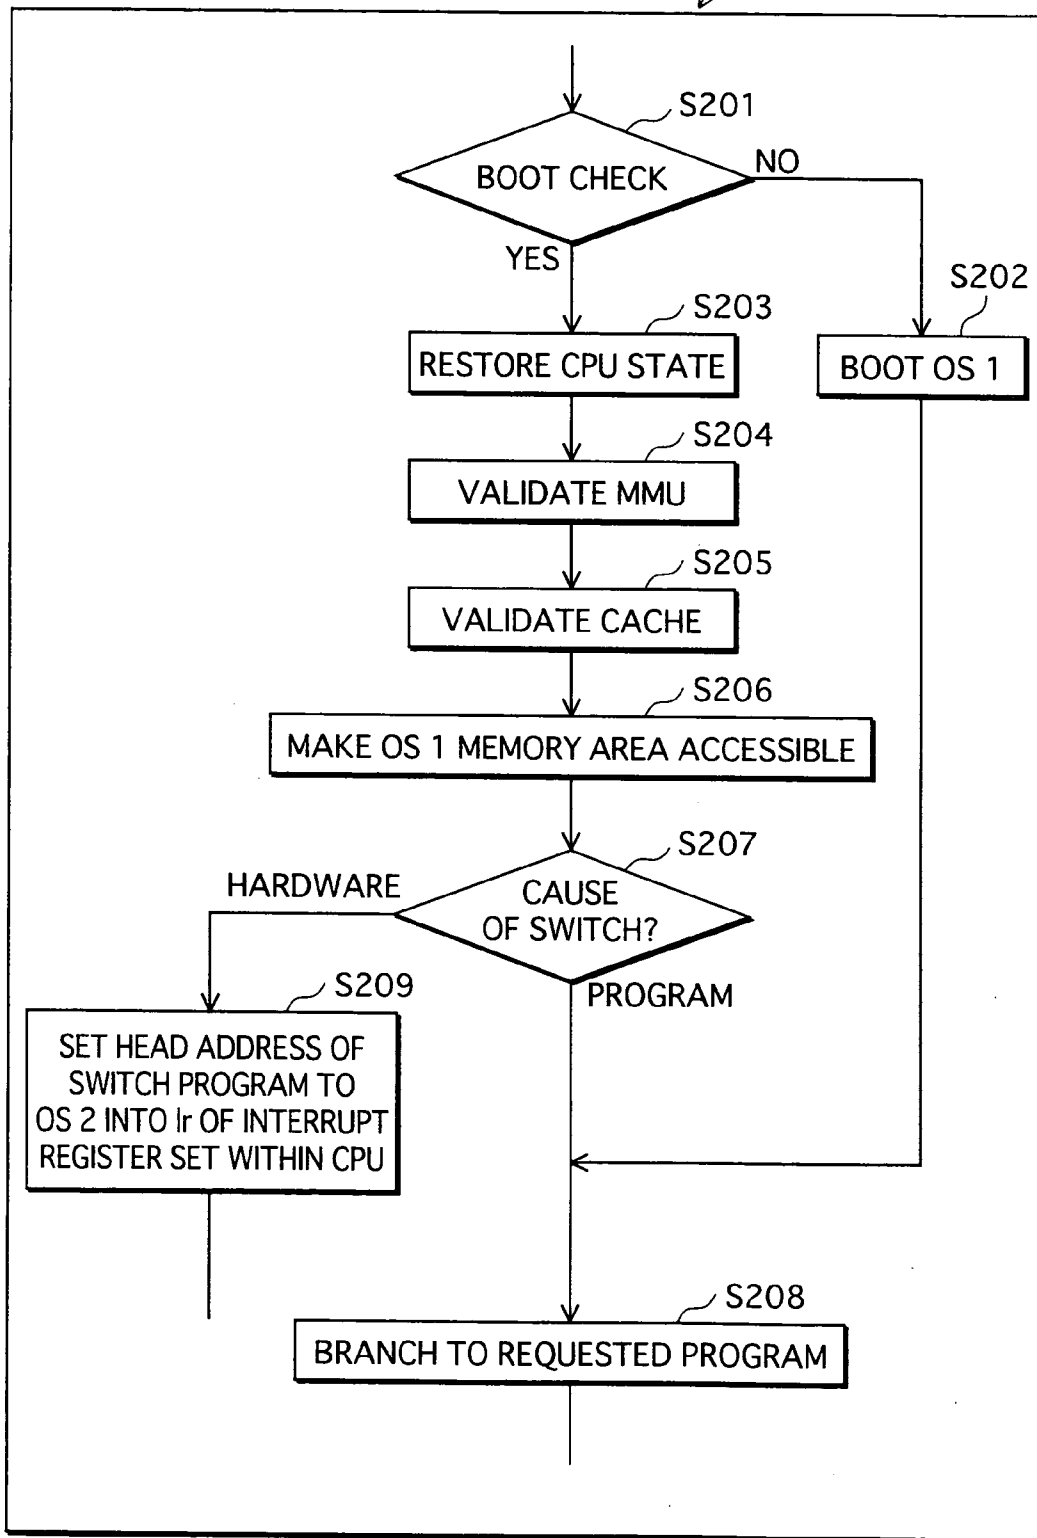 S201
BOOT CHECK
NO
YES
S202
S203
RESTORE CPU STATE
BOOT OS 1
S204
VALIDATE MMU
S205
VALIDATE CACHE
S206
MAKE OS 1 MEMORY AREA ACCESSIBLE
S207
HARDWARE
CAUSE
OF SWITCH?
PROGRAM
S209
SET HEAD ADDRESS OF
SWITCH PROGRAM TO
OS 2 INTO lr OF INTERRUPT
REGISTER SET WITHIN CPU
S208
BRANCH TO REQUESTED PROGRAM